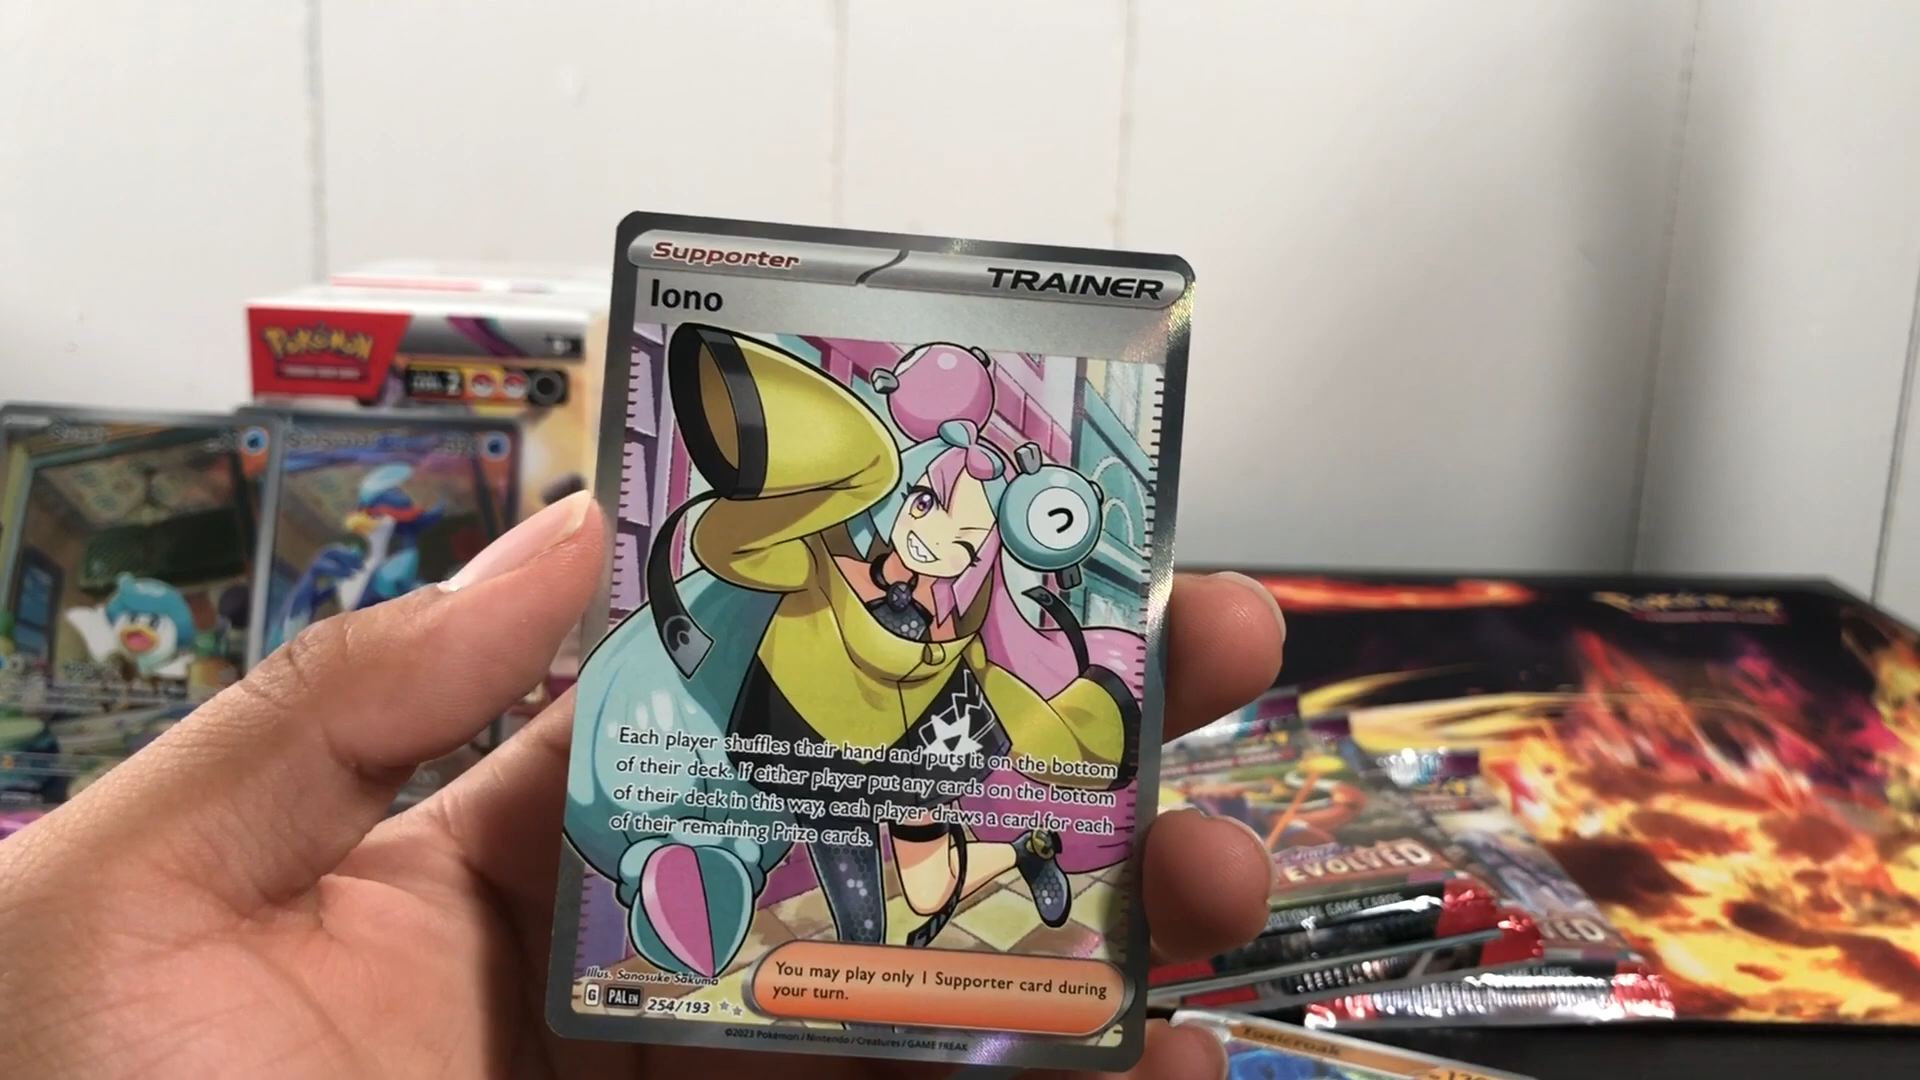 Supporter
TRAINER
Iono
Each player shuffles their hand and puts it on the bottom
of their deck. If either player put any cards on the bottom
of their deck in this way, each player draws a card for each
of their remaining Prize cards.
Illus. Sanosuke Sakuma
G PAL EN 254/193
You may play only 1 Supporter card during
your turn.
©2023 Pokémon / Nintendo / Creatures / GAME FREAK
POKÉMON
EVOLVED
Toxicroak